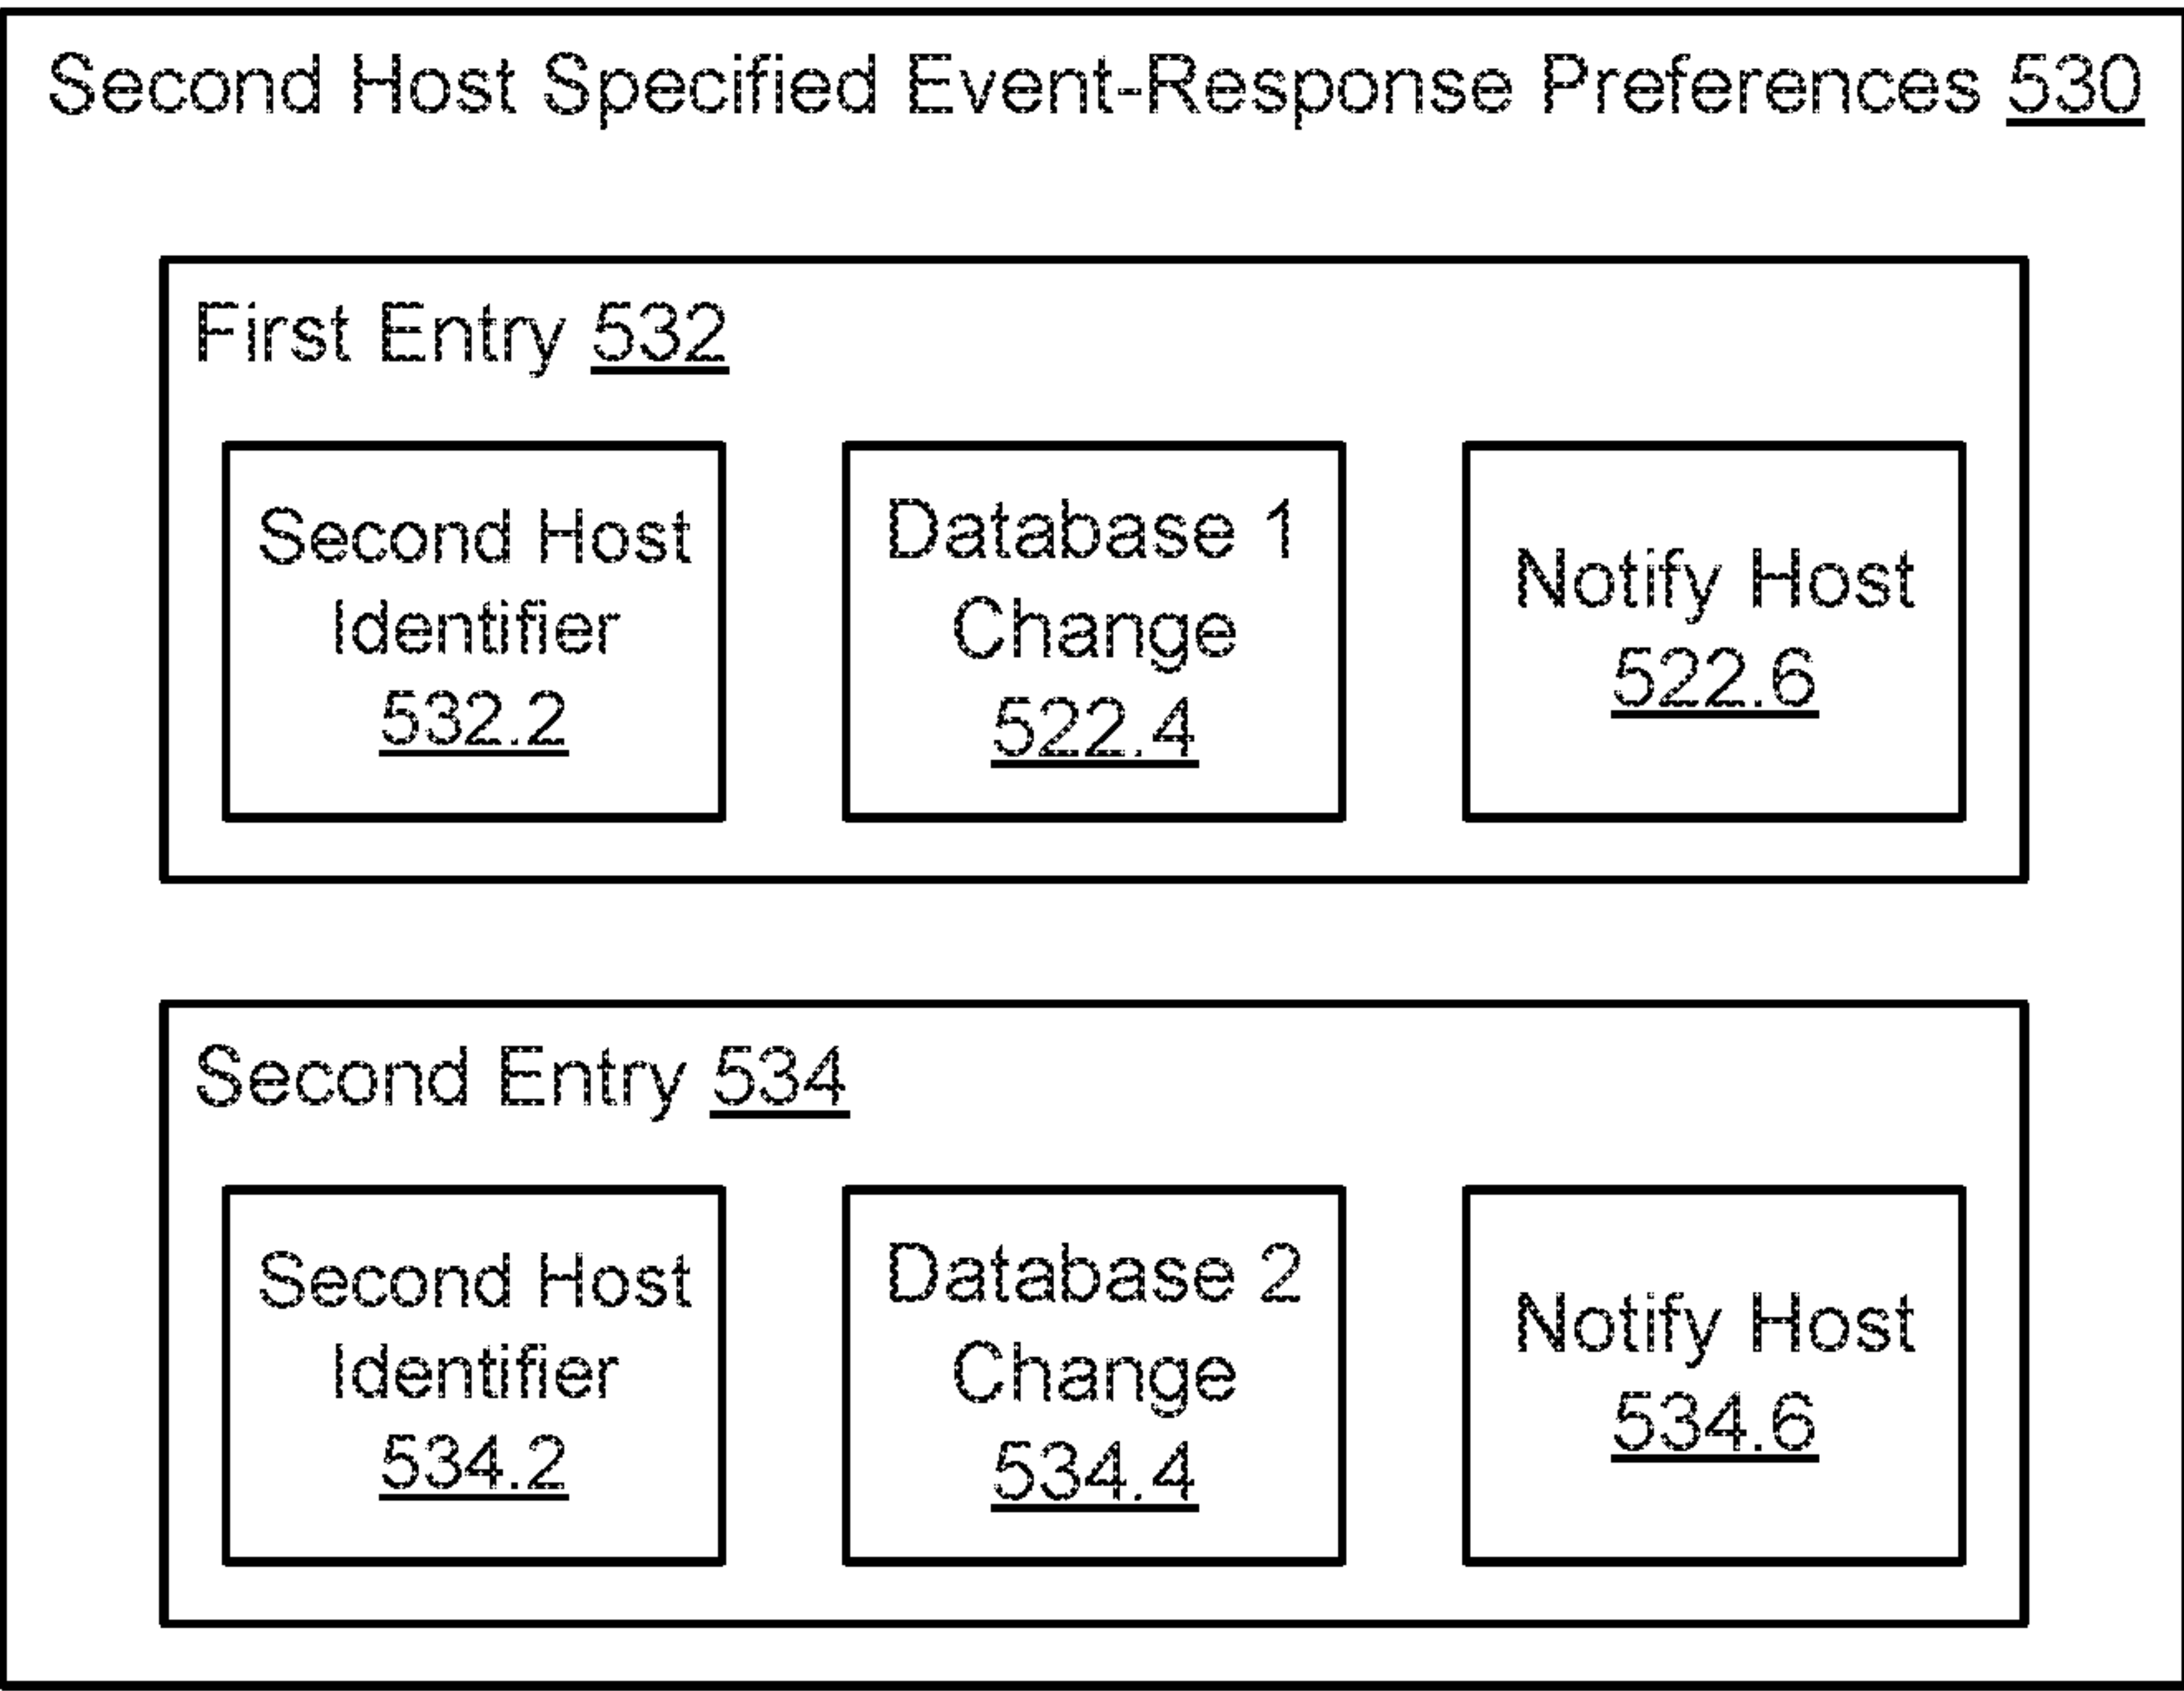 Second Host Specified Event-Response Preferences 530
First Entry 532
Second Host
Identifier
532.2
Database 1
Change
522.4
Notify Host
522.6
Second Entry 534
Second Host
Identifier
534.2
Database 2
Change
534.4
Notify Host
534.6